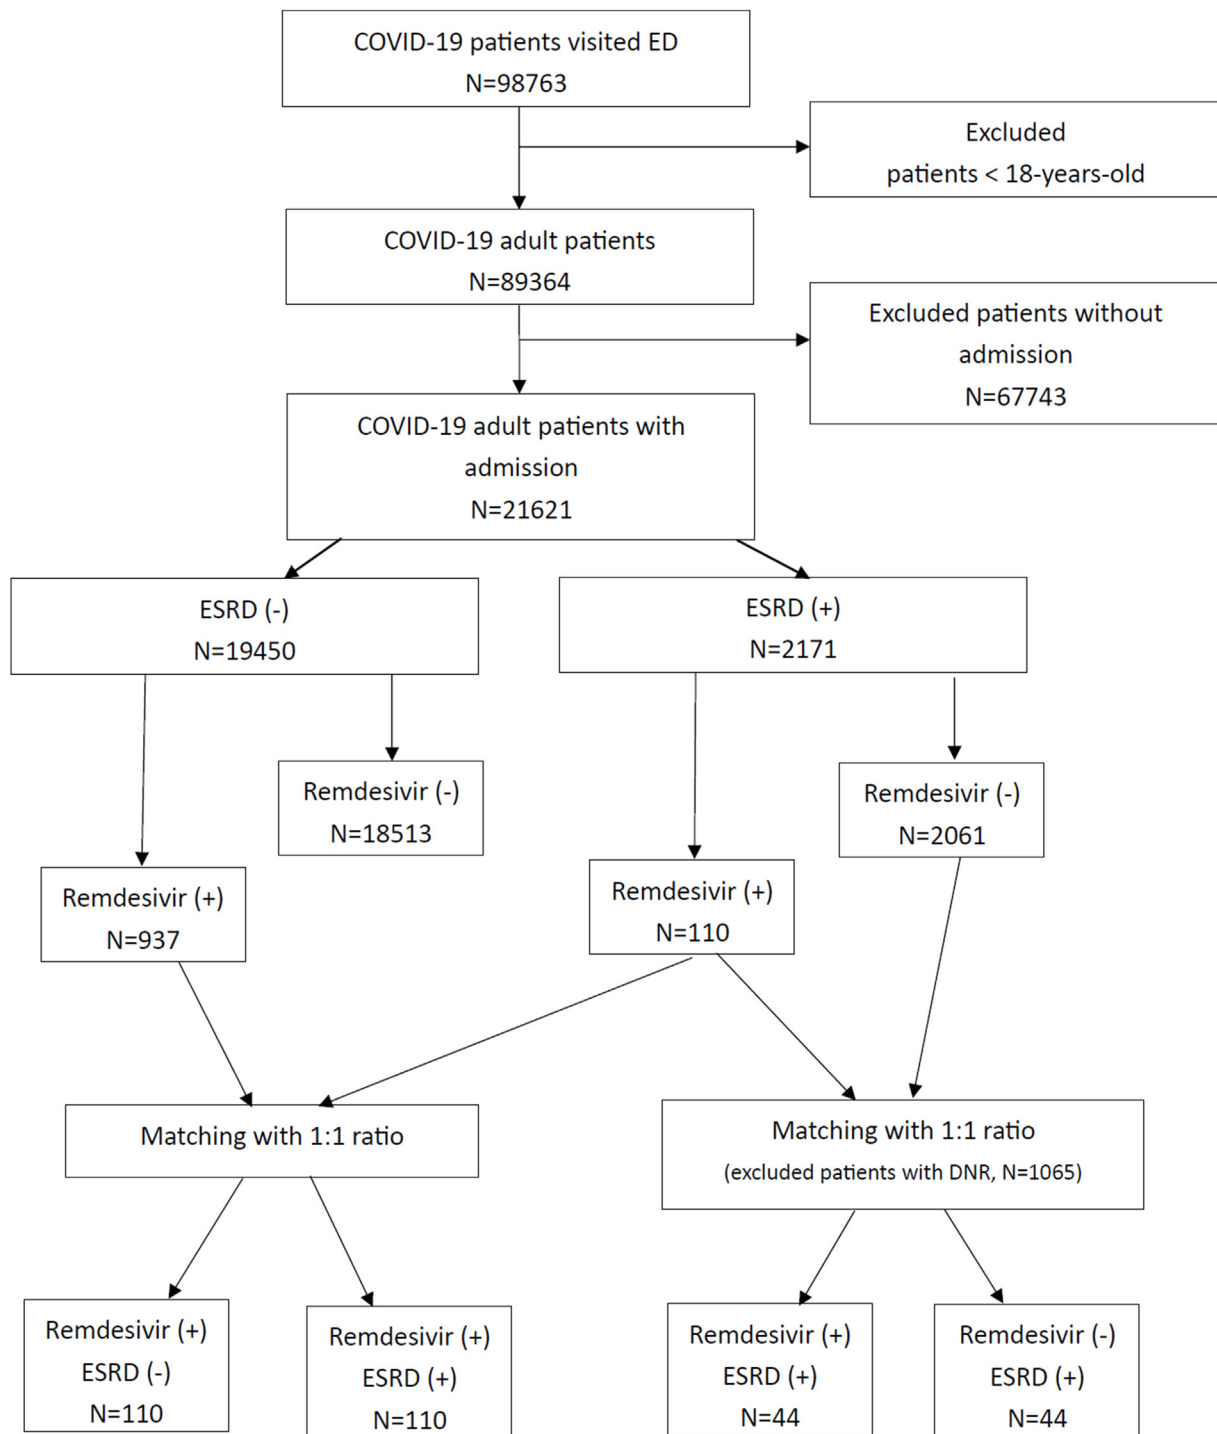 COVID-19 patients visited ED
N=98763
Excluded
patients < 18-years-old
COVID-19 adult patients
N=89364
Excluded patients without
admission
N=67743
COVID-19 adult patients with
admission
N=21621
ESRD (-)
N=19450
ESRD (+)
N=2171
Remdesivir (-)
N=18513
Remdesivir (-)
N=2061
Remdesivir (+)
N=937
Remdesivir (+)
N=110
Matching with 1:1 ratio
Matching with 1:1 ratio
(excluded patients with DNR, N=1065)
Remdesivir (+)
ESRD (-)
N=110
Remdesivir (+)
ESRD (+)
N=110
Remdesivir (+)
ESRD (+)
N=44
Remdesivir (-)
ESRD (+)
N=44